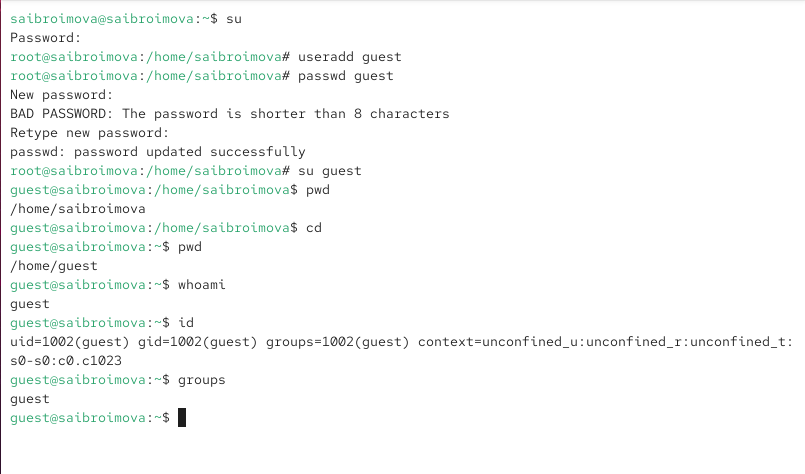 saibroimova@saibroimova:~$ su
Password:
root@saibroimova:/home/saibroimova# useradd guest
root@saibroimova:/home/saibroimova# passwd guest
New password:
BAD PASSWORD: The password is shorter than 8 characters
Retype new password:
passwd: password updated successfully
root@saibroimova:/home/saibroimova# su guest
guest@saibroimova:/home/saibroimova$ pwd
/home/saibroimova
guest@saibroimova:/home/saibroimova$ cd
guest@saibroimova:~$ pwd
/home/guest
guest@saibroimova:~$ whoami
guest
guest@saibroimova:~$ id
uid=1002(guest) gid=1002(guest) groups=1002(guest) context=unconfined_u:unconfined_r:unconfined_t:
s0-s0:c0.c1023
guest@saibroimova:~$ groups
guest
guest@saibroimova:~$